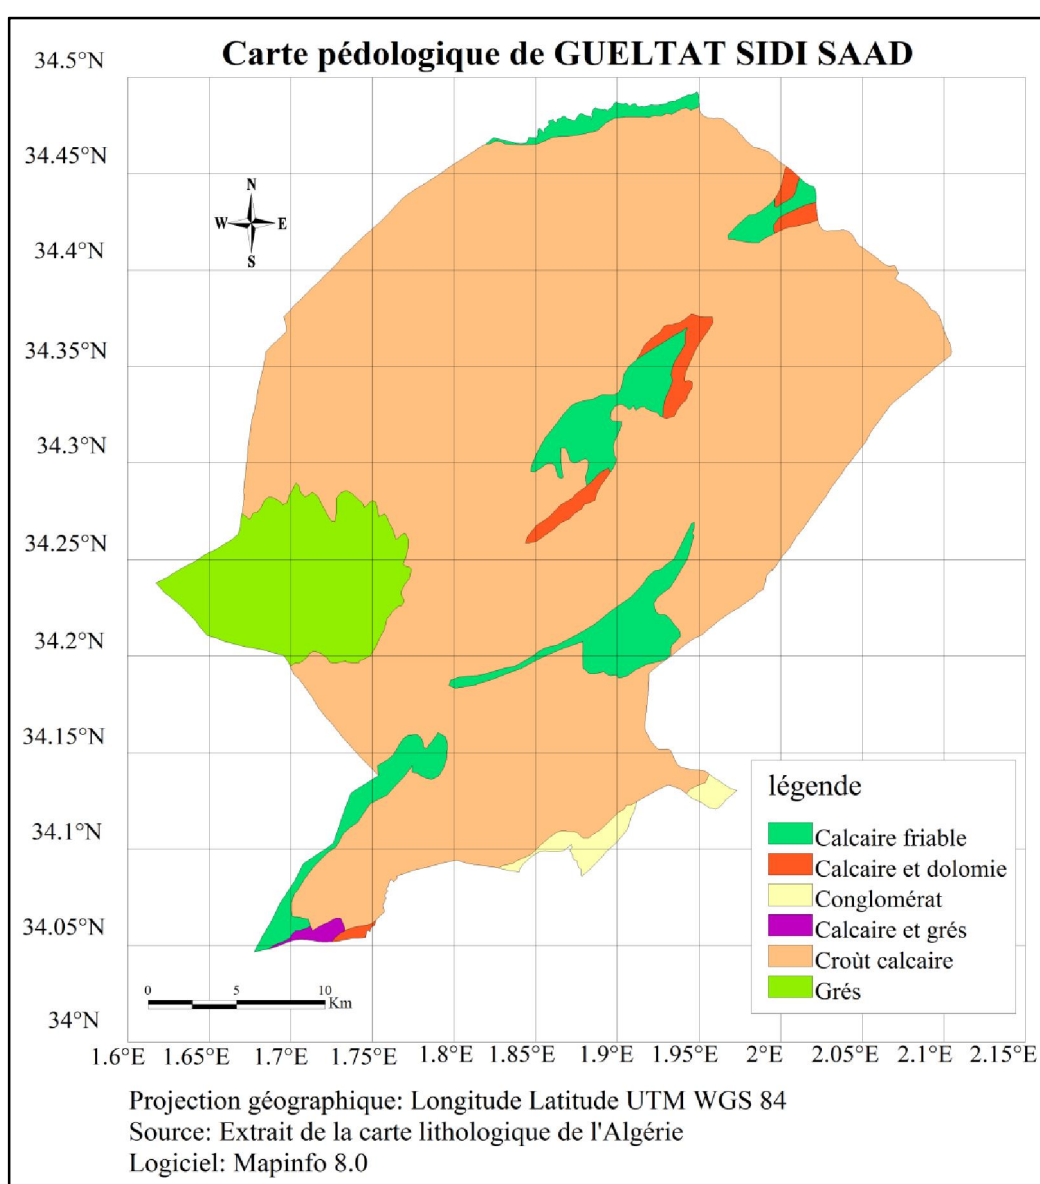 Carte pédologique de GUELTAT SIDI SAAD
34.5°N
34.45°N
34.4°N
34.35°N
34.3°N
34.25°N
34.2°N
34.15°N
34.1°N
34.05°N
34°N
N
W E
S
légende
Calcaire friable
Calcaire et dolomie
Conglomérat
Calcaire et grés
Croùt calcaire
Grés
0 5 10
Km
1.6°E 1.65°E 1.7°E 1.75°E 1.8°E 1.85°E 1.9°E 1.95°E 2°E 2.05°E 2.1°E 2.15°E
Projection géographique: Longitude Latitude UTM WGS 84
Source: Extrait de la carte lithologique de l'Algérie
Logiciel: Mapinfo 8.0